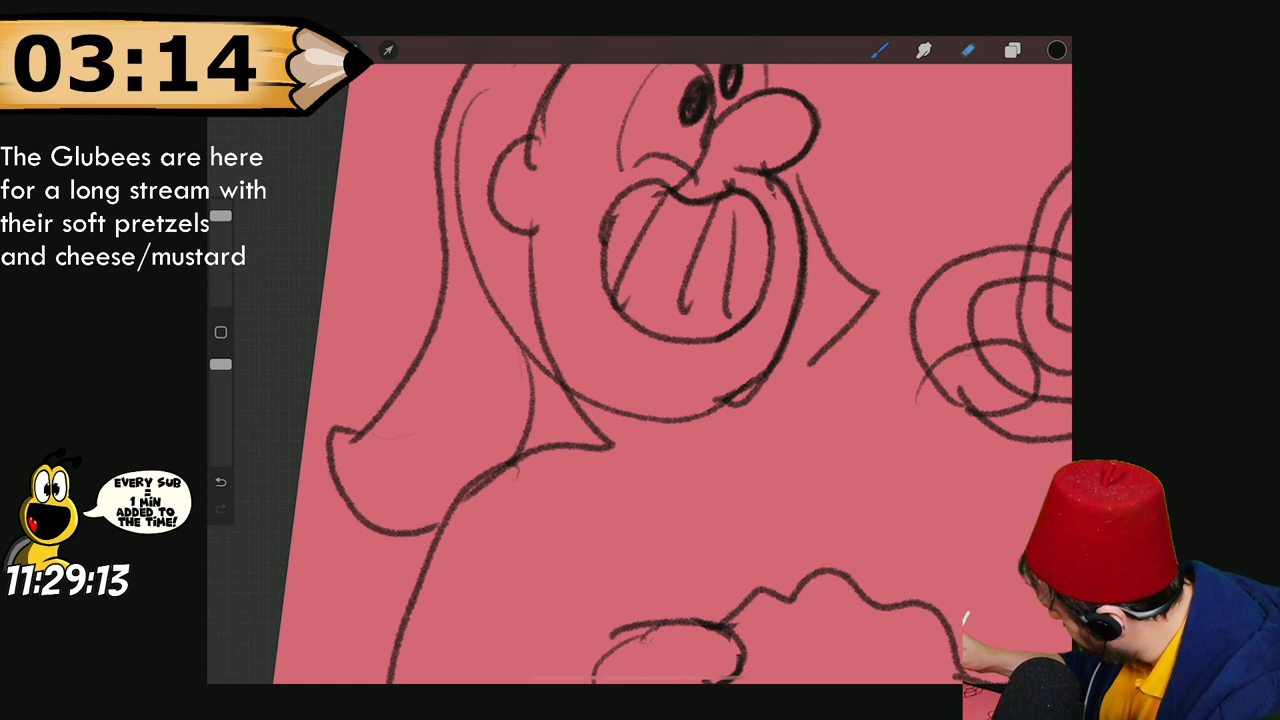 03:14
The Glubees are here
for a long stream with
their soft pretzels
and cheese/mustard
EVERY SUB
=
1 MIN
ADDED TO
THE TIME!
11:29:13